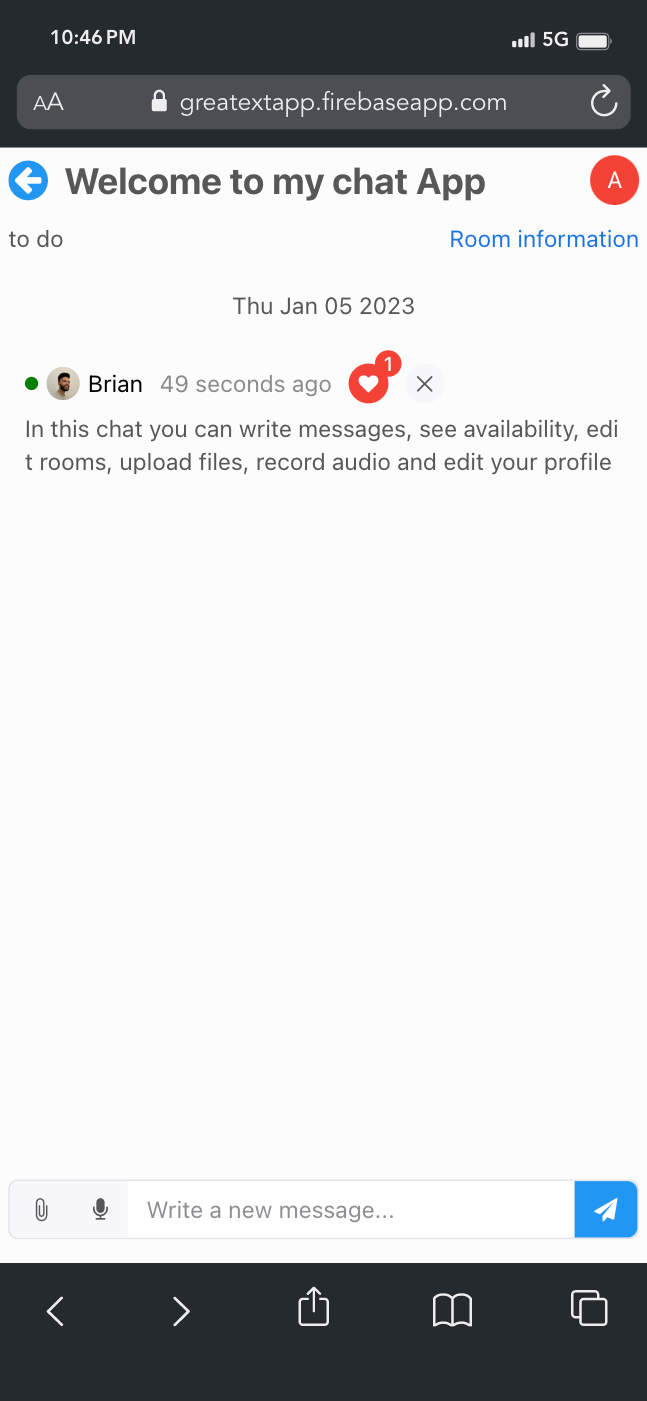 10:46 PM 5G
AA greatextapp.firebaseapp.com
Welcome to my chat App A
to do Room information
Thu Jan 05 2023
Brian 49 seconds ago 1
In this chat you can write messages, see availability, edi
t rooms, upload files, record audio and edit your profile
Write a new message...